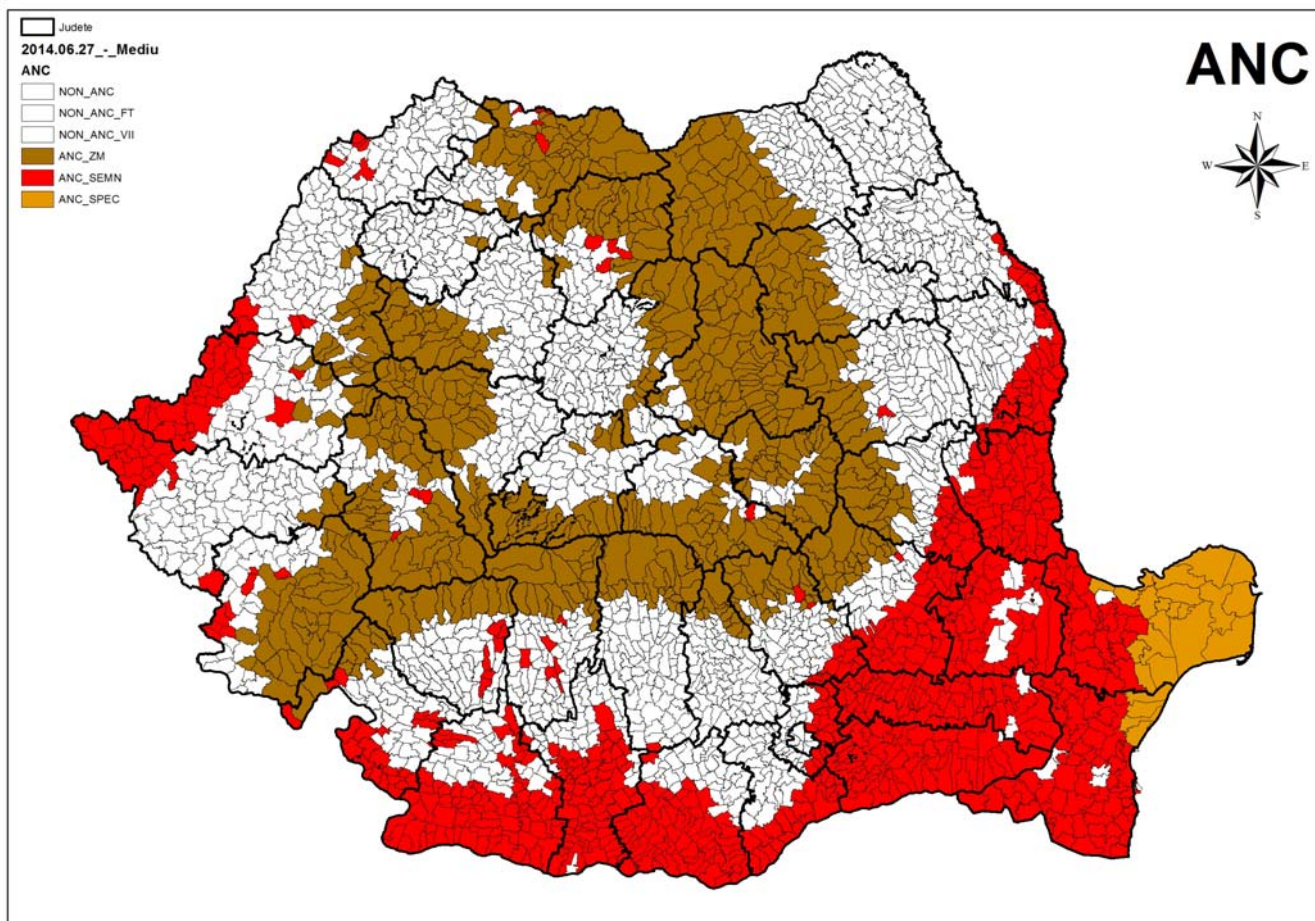 Judete
2014.06.27_-_Mediu
ANC
NON_ANC
NON_ANC_FT
NON_ANC_VII
ANC_ZM
ANC_SEMN
ANC_SPEC
ANC
N
W E
S